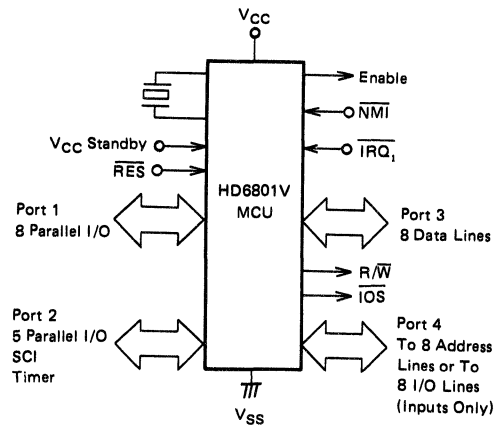 VCC
Enable
NMI
VCC Standby
IRQ1
RES
HD6801V
MCU
Port 1
8 Parallel I/O
Port 3
8 Data Lines
R/W
IOS
Port 2
5 Parallel I/O
SCI
Timer
Port 4
To 8 Address
Lines or To
8 I/O Lines
(Inputs Only)
VSS